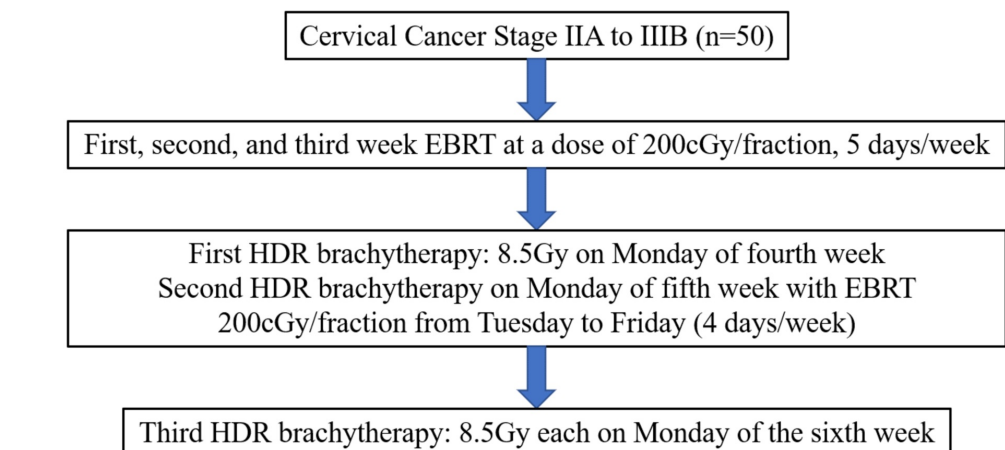 Cervical Cancer Stage IIA to IIIB (n=50)
First, second, and third week EBRT at a dose of 200cGy/fraction, 5 days/week
First HDR brachytherapy: 8.5Gy on Monday of fourth week
Second HDR brachytherapy on Monday of fifth week with EBRT
200cGy/fraction from Tuesday to Friday (4 days/week)
Third HDR brachytherapy: 8.5Gy each on Monday of the sixth week